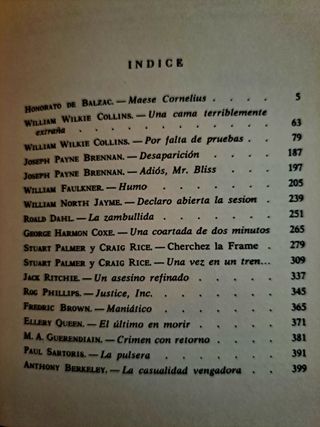 INDICE
HONORATO DE BALZAC. — Maese Cornelius . . . . 5
WILLIAM WILKIE COLLINS. — Una cama terriblemente
extraña . . . . . . . . . . 63
WILLIAM WILKIE COLLINS. — Por falta de pruebas . 79
JOSEPH PAYNE BRENNAN. — Desaparición . . . . 187
JOSEPH PAYNE BRENNAN. — Adiós, Mr. Bliss . . . 197
WILLIAM FAULKNER. — Humo . . . . . . 205
WILLIAM NORTH JAYME. — Declaro abierta la sesion . 239
ROALD DAHL. — La zambullida . . . . . . 251
GEORGE HARMON COXE. — Una coartada de dos minutos 265
STUART PALMER Y CRAIG RICE. — Cherchez la Frame . 279
STUART PALMER Y CRAIG RICE. — Una vez en un tren... 309
JACK RITCHIE. — Un asesino refinado . . . . 337
ROG PHILLIPS. — Justice, Inc. . . . . . 345
FREDRIC BROWN. — Maniático . . . . . . 365
ELLERY QUEEN. — El último en morir . . . . 371
M. A. GUERENDIAIN. — Crimen con retorno . . . . 381
PAUL SARTORIS. — La pulsera . . . . . . 391
ANTHONY BERKELEY. — La casualidad vengadora . . 399